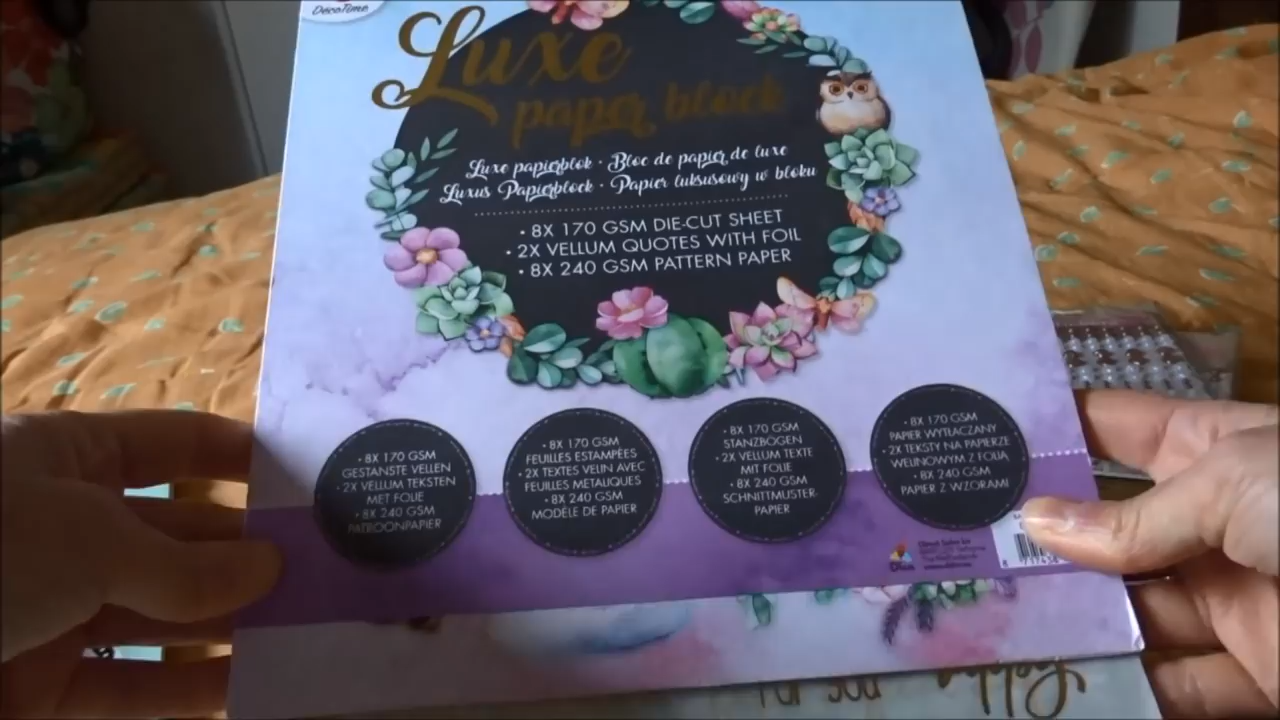 DécoTime
Luxe
paper block
Luxe papierblok · Bloc de papier de luxe
Luxus Papierblock · Papier luksusowy w bloku
• 8X 170 GSM DIE-CUT SHEET
• 2X VELLUM QUOTES WITH FOIL
• 8X 240 GSM PATTERN PAPER
• 8X 170 GSM
GESTANSTE VELLEN
• 2X VELLUM TEKSTEN
MET FOLIE
• 8X 240 GSM
PATROONPAPIER
• 8X 170 GSM
FEUILLES ESTAMPÉES
• 2X TEXTES VELIN AVEC
FEUILLES METALIQUES
• 8X 240 GSM
MODÈLE DE PAPIER
• 8X 170 GSM
STANZBÖGEN
• 2X VELLUM TEXTE
MIT FOLIE
• 8X 240 GSM
SCHNITTMUSTER-
PAPIER
• 8X 170 GSM
PAPIER WYTŁACZANY
• 2X TEKSTY NA PAPIERZE
WELINOWYM Z FOLIA
• 8X 240 GSM
PAPIER Z WZORAMI